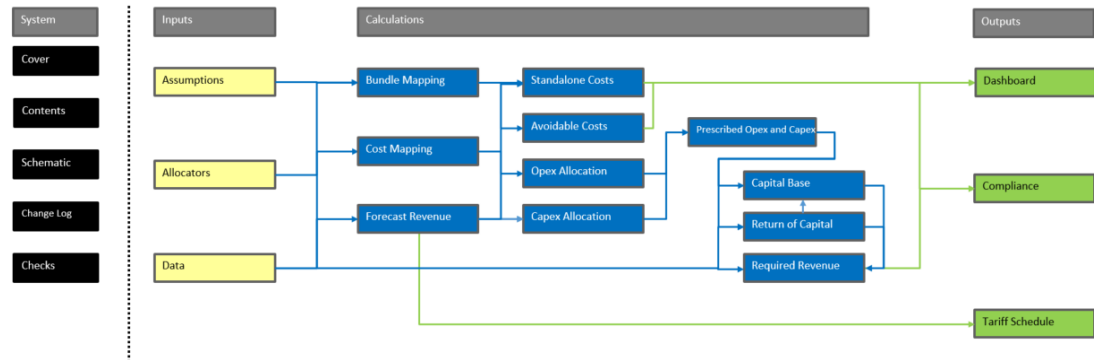 System
Inputs
Calculations
Outputs
Cover
Contents
Schematic
Change Log
Checks
Assumptions
Allocators
Data
Bundle Mapping
Cost Mapping
Forecast Revenue
Standalone Costs
Avoidable Costs
Opex Allocation
Capex Allocation
Prescribed Opex and Capex
Capital Base
Return of Capital
Required Revenue
Dashboard
Compliance
Tariff Schedule